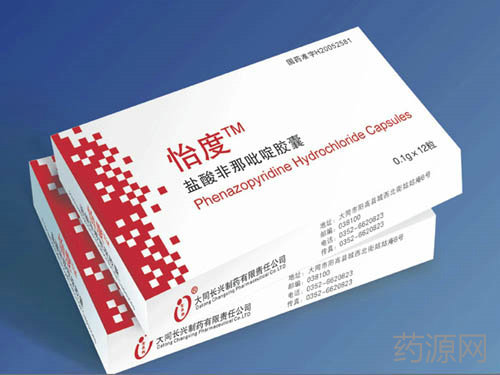 国药准字H20052581
怡度™
盐酸非那吡啶胶囊
Phenazopyridine Hydrochloride Capsules
0.1g×12粒
大同长兴制药有限责任公司
Datong Changxing Pharmaceutical Co.LTD.
地址:大同市阳高县城西北街姑姑庵6号
邮编:038100
电话:0352-6620823
传真:0352-6620823
大同长兴制药有限责任公司
Datong Changxing Pharmaceutical Co.LTD.
地址:大同市阳高县城西北街姑姑庵6号
邮编:038100
电话:0352-6620823
传真:0352-6620823
药源网